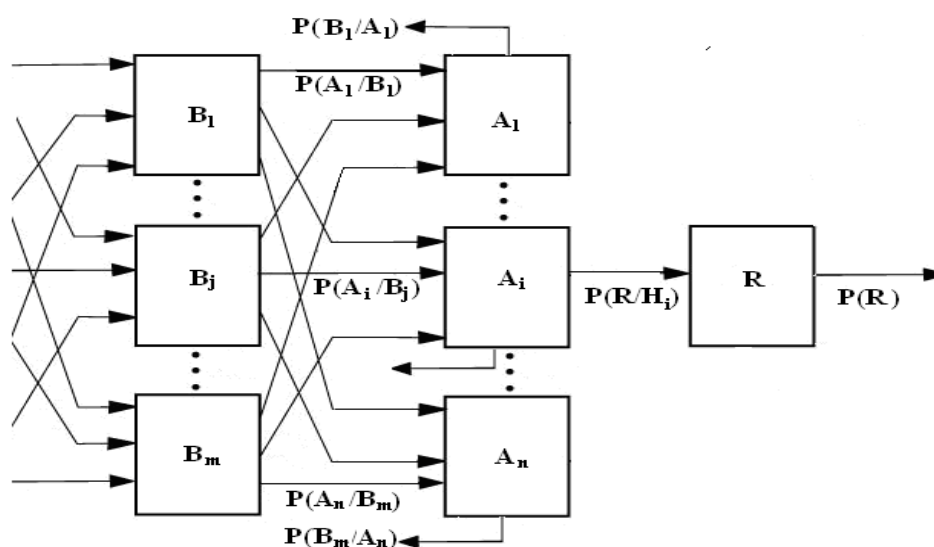 P(B₁/A₁)
P(A₁/B₁)
B₁
A₁
Bⱼ
P(Aᵢ/Bⱼ)
Aᵢ
P(R/Hᵢ)
R
P(R)
Bₘ
Aₙ
P(Aₙ/Bₘ)
P(Bₘ/Aₙ)